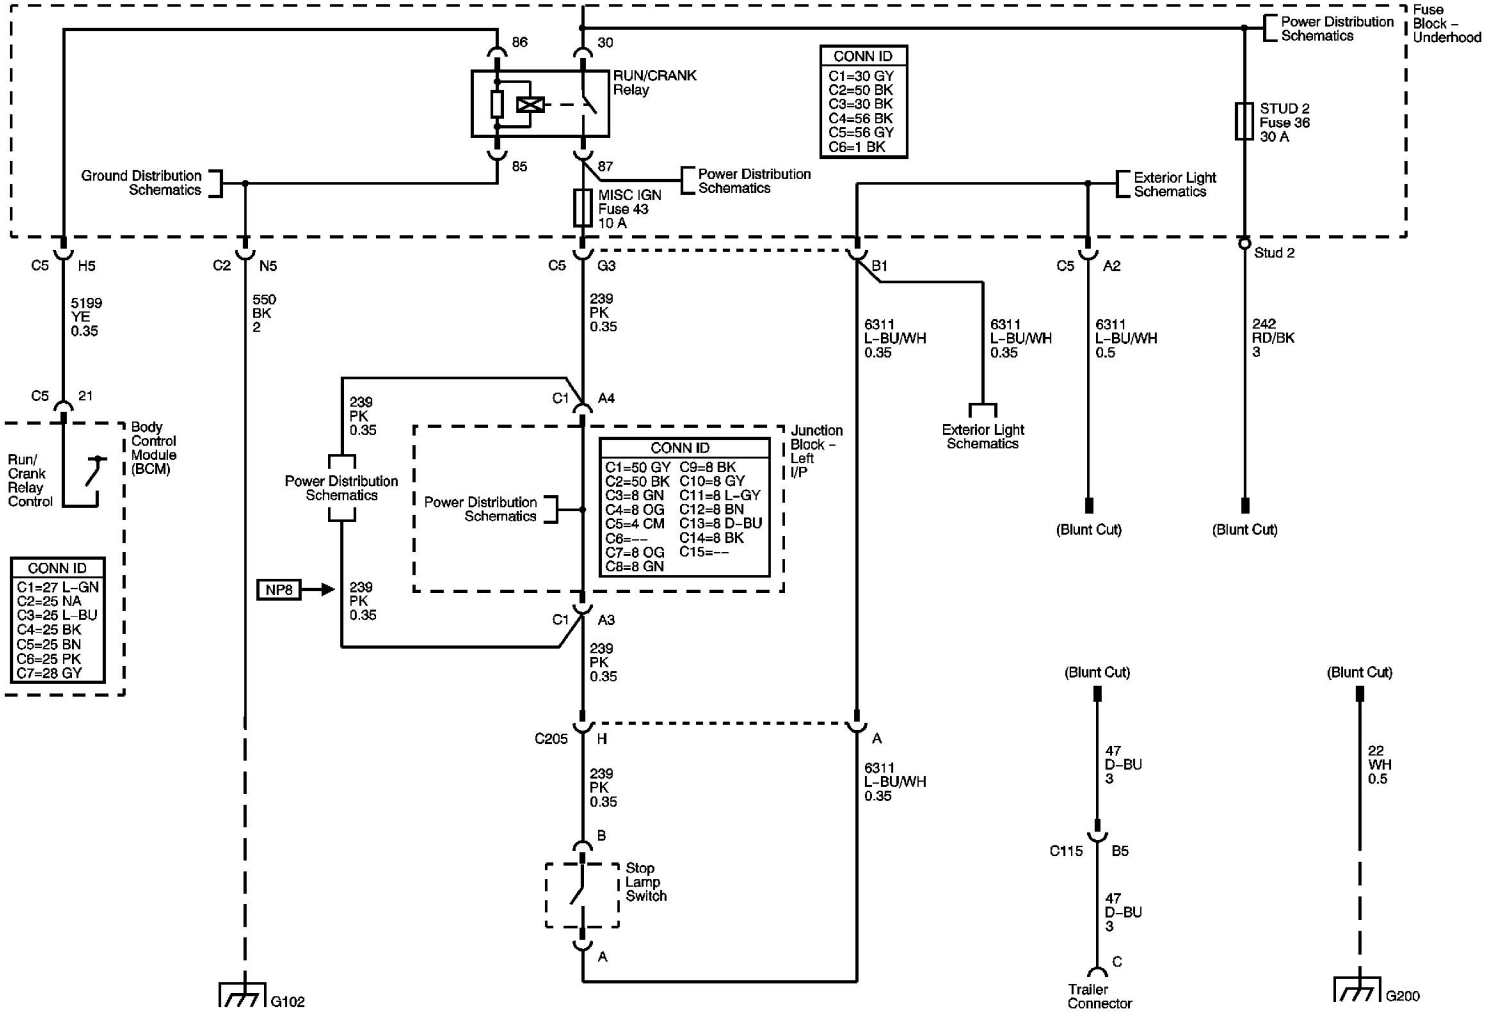 Fuse
Block –
Underhood
Power Distribution
Schematics
86
30
RUN/CRANK
Relay
CONN ID
C1=30 GY
C2=50 BK
C3=30 BK
C4=56 BK
C5=56 GY
C6=1 BK
STUD 2
Fuse 36
30 A
85
87
Ground Distribution
Schematics
Power Distribution
Schematics
Exterior Light
Schematics
MISC IGN
Fuse 43
10 A
C5 H5
C2 N5
C5 G3
B1
C5 A2
Stud 2
5199
YE
0.35
550
BK
2
239
PK
0.35
6311
L–BU/WH
0.35
6311
L–BU/WH
0.35
6311
L–BU/WH
0.5
242
RD/BK
3
C5 21
C1 A4
239
PK
0.35
Body
Control
Module
(BCM)
Run/
Crank
Relay
Control
Exterior Light
Schematics
Junction
Block –
Left
I/P
CONN ID
C1=50 GY C9=8 BK
C2=50 BK C10=8 GY
C3=8 GN C11=8 L–GY
C4=8 OG C12=8 BN
C5=4 CM C13=8 D–BU
C6=–– C14=8 BK
C7=8 OG C15=––
C8=8 GN
Power Distribution
Schematics
Power Distribution
Schematics
(Blunt Cut)
(Blunt Cut)
CONN ID
C1=27 L–GN
C2=25 NA
C3=25 L–BU
C4=25 BK
C5=25 BN
C6=25 PK
C7=28 GY
NP8
239
PK
0.35
C1 A3
239
PK
0.35
(Blunt Cut)
(Blunt Cut)
C205 H
A
239
PK
0.35
6311
L–BU/WH
0.35
47
D–BU
3
22
WH
0.5
B
C115 B5
Stop
Lamp
Switch
47
D–BU
3
A
C
Trailer
Connector
G102
G200